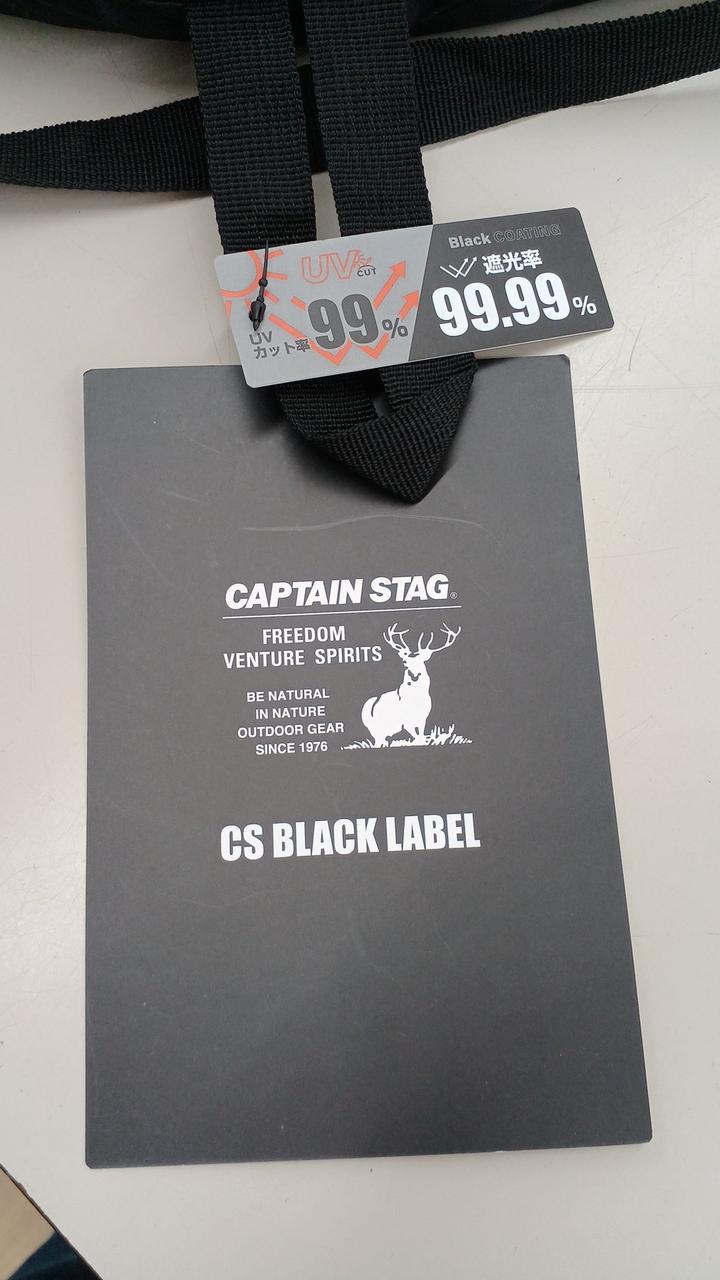 UV CUT
UV
カット率 99%
Black COATING
遮光率
99.99%
CAPTAIN STAG®
FREEDOM
VENTURE SPIRITS
BE NATURAL
IN NATURE
OUTDOOR GEAR
SINCE 1976
CS BLACK LABEL